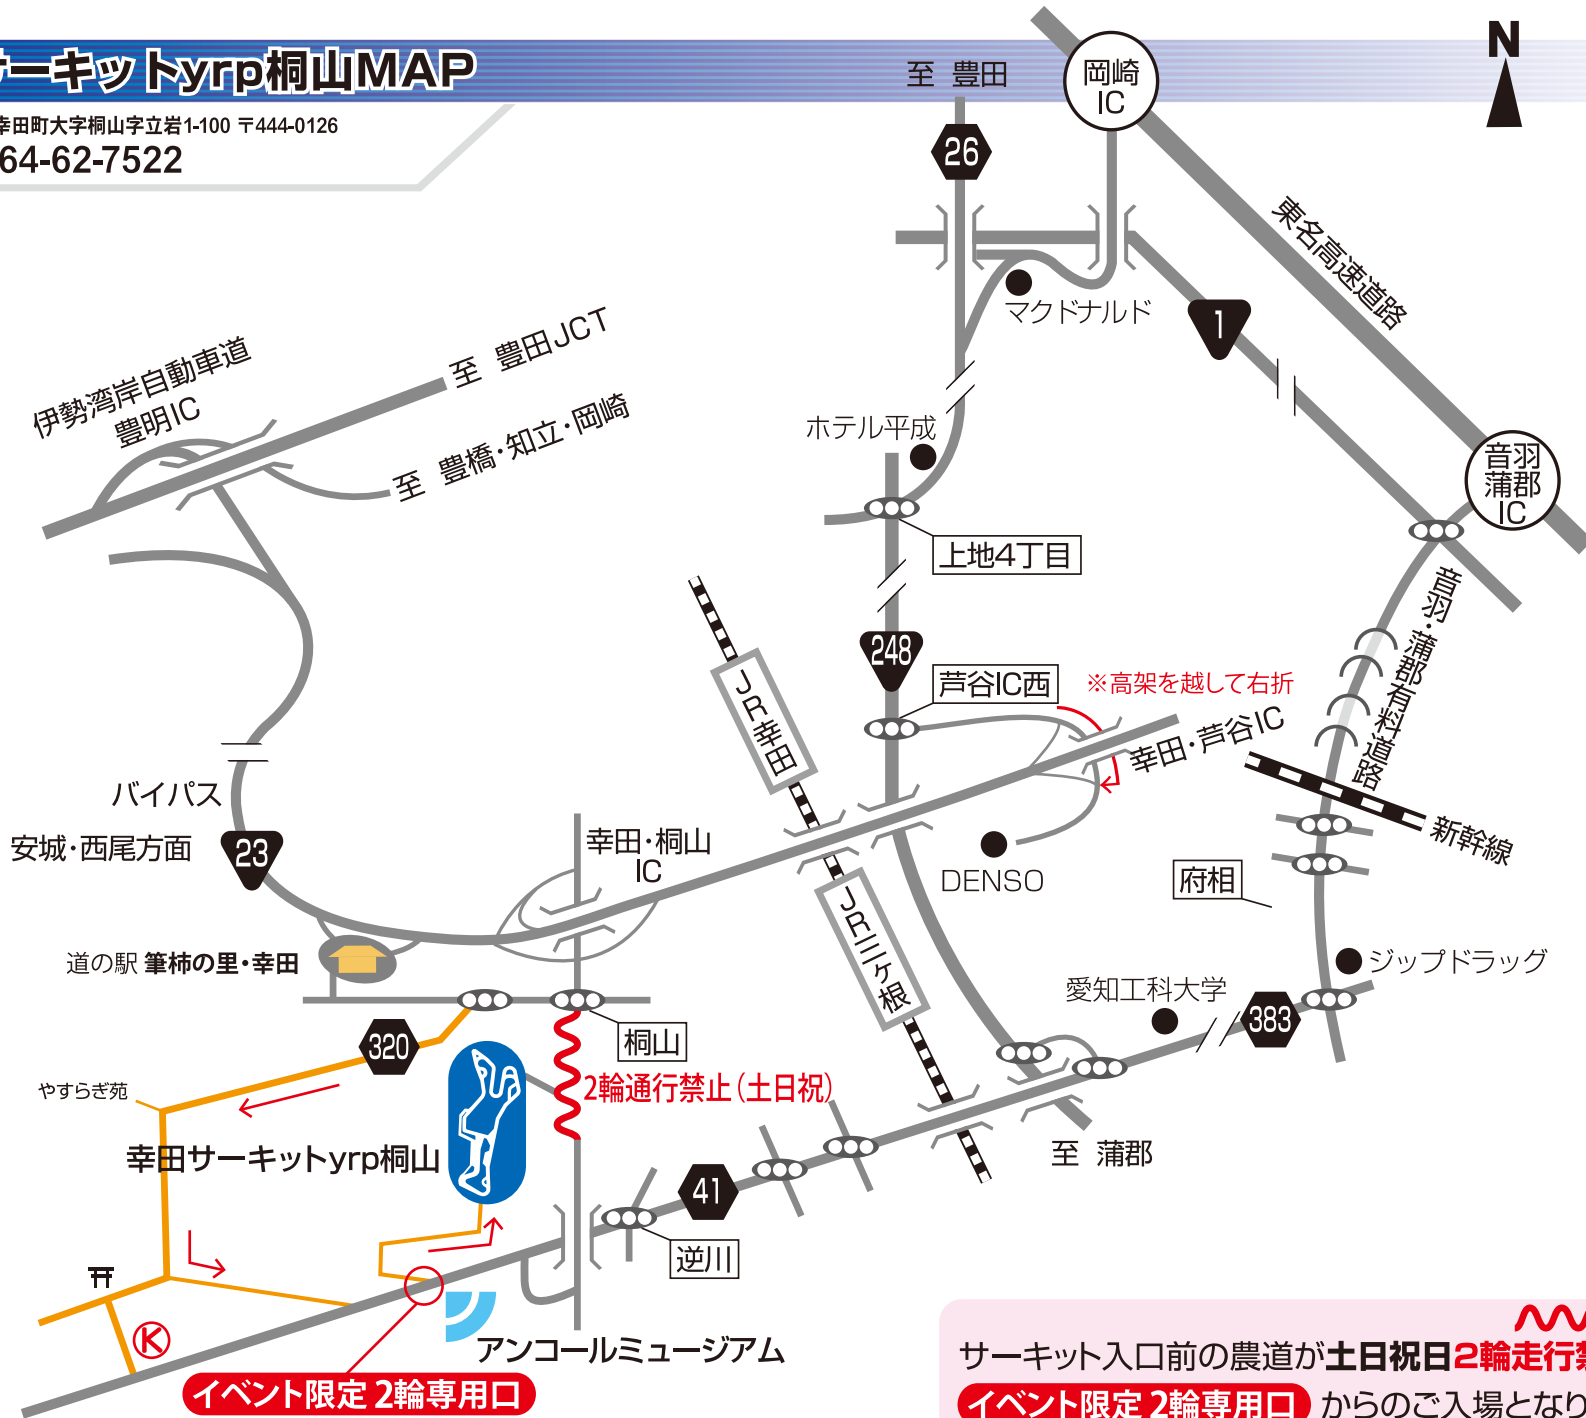 サーキットyrp桐山MAP
幸田町大字桐山字立岩1-100 〒444-0126
64-62-7522
N
至 豊田
岡崎
IC
26
東名高速道路
マクドナルド
1
伊勢湾岸自動車道
豊明IC
至 豊田JCT
至 豊橋・知立・岡崎
ホテル平成
音羽
蒲郡
IC
上地4丁目
音羽・蒲郡有料道路
248
芦谷IC西
※高架を越して右折
JR幸田
幸田・芦谷IC
バイパス
安城・西尾方面
23
幸田・桐山
IC
新幹線
DENSO
府相
JR三ヶ根
道の駅 筆柿の里・幸田
ジップドラッグ
愛知工科大学
383
桐山
320
2輪通行禁止（土日祝）
やすらぎ苑
幸田サーキットyrp桐山
至 蒲郡
41
逆川
K
アンコールミュージアム
イベント限定 2輪専用口
サーキット入口前の農道が土日祝日2輪走行禁
イベント限定 2輪専用口 からのご入場となり